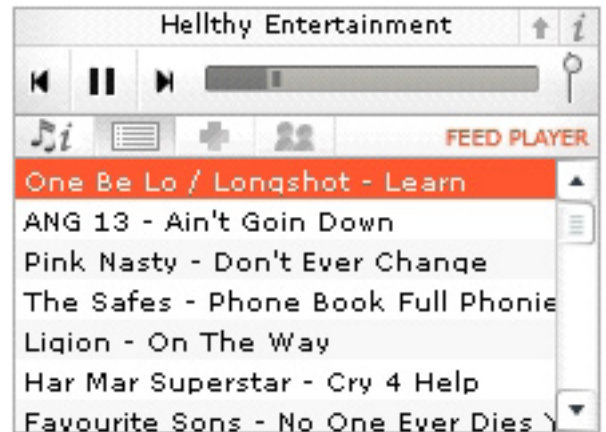 Hellthy Entertainment
FEED PLAYER
One Be Lo / Longshot - Learn
ANG 13 - Ain't Goin Down
Pink Nasty - Don't Ever Change
The Safes - Phone Book Full Phonie
Ligion - On The Way
Har Mar Superstar - Cry 4 Help
Favourite Sons - No One Ever Dies Y